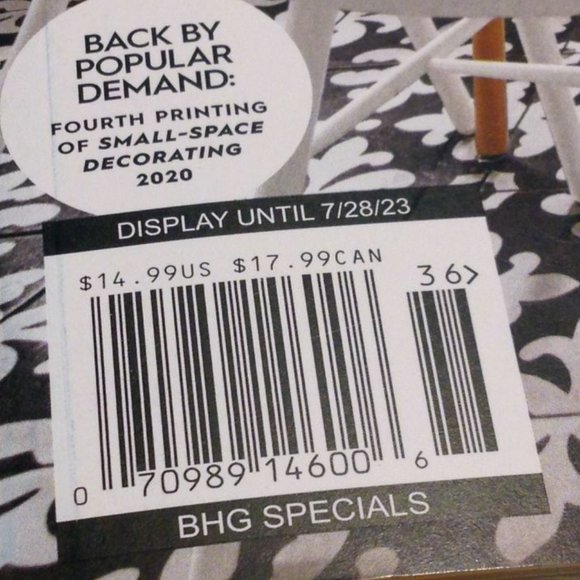 BACK BY
POPULAR
DEMAND:
FOURTH PRINTING
OF SMALL-SPACE
DECORATING
2020
DISPLAY UNTIL 7/28/23
$14.99US $17.99CAN
36>
0 70989 14600 6
BHG SPECIALS